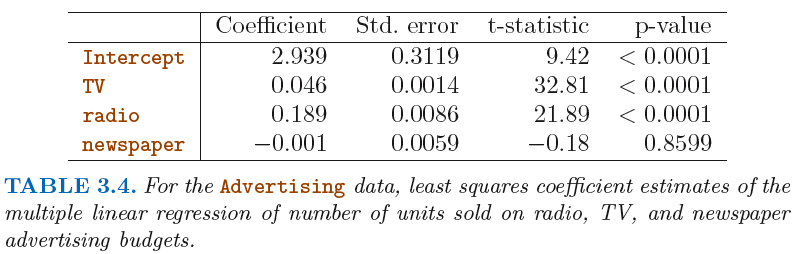 Coefficient Std. error t-statistic p-value
Intercept 2.939 0.3119 9.42 < 0.0001
TV 0.046 0.0014 32.81 < 0.0001
radio 0.189 0.0086 21.89 < 0.0001
newspaper −0.001 0.0059 −0.18 0.8599
TABLE 3.4. For the Advertising data, least squares coefficient estimates of the
multiple linear regression of number of units sold on radio, TV, and newspaper
advertising budgets.